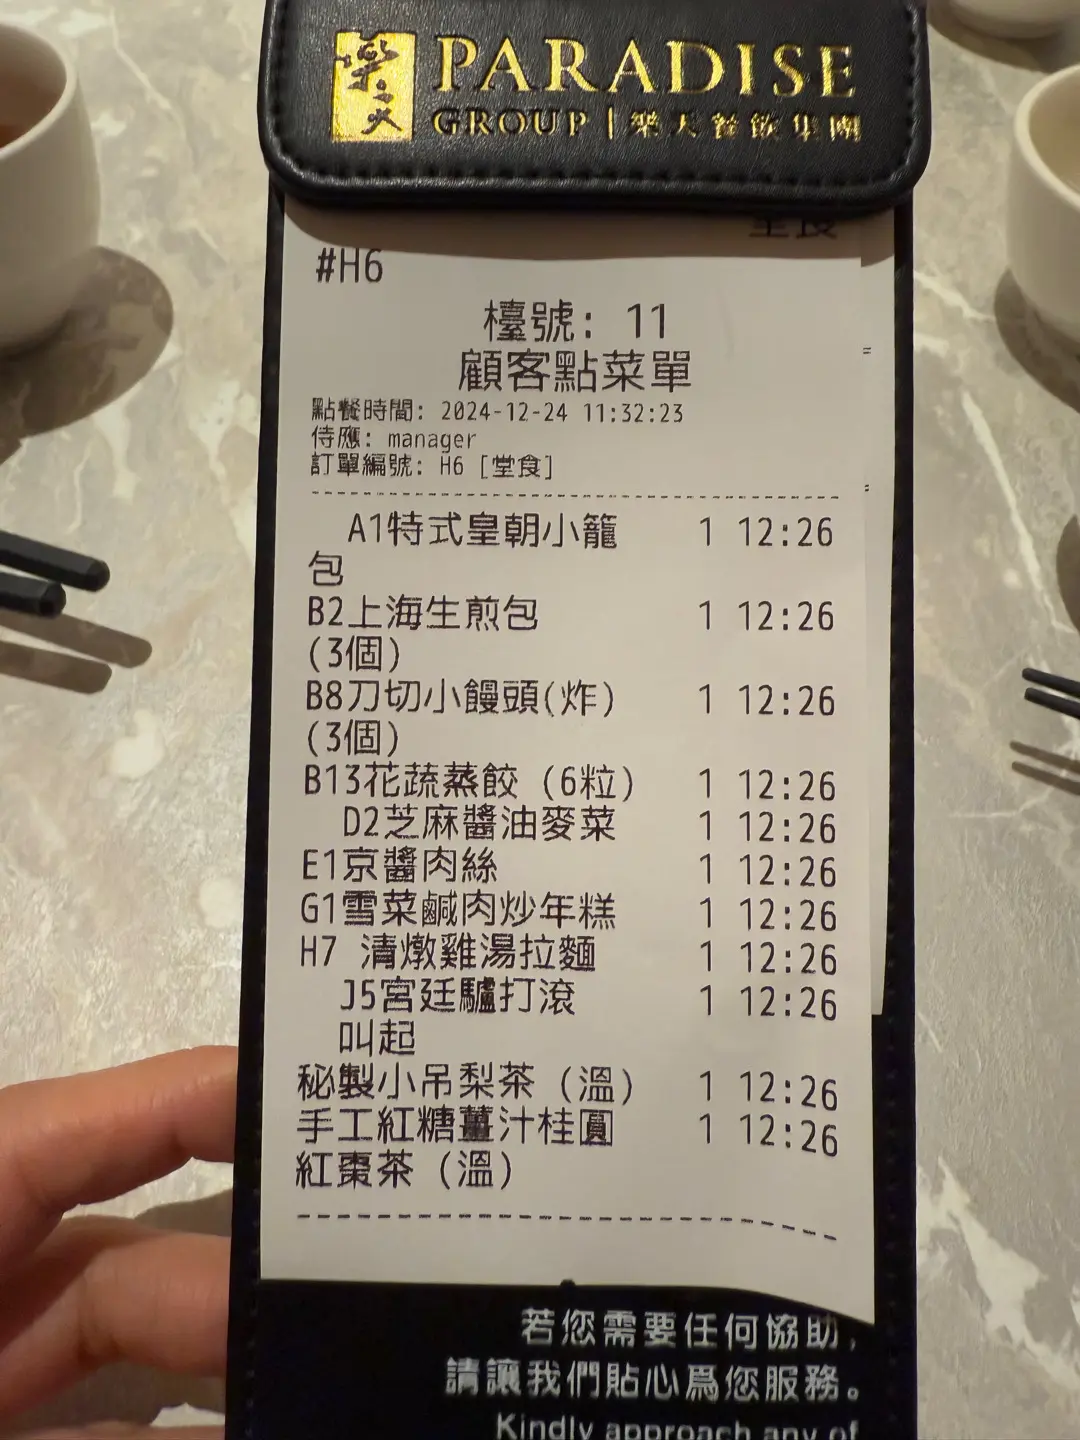 PARADISE
GROUP | 樂天餐飲集團
#H6
檯號: 11
顧客點菜單
點餐時間: 2024-12-24 11:32:23
侍應: manager
訂單編號: H6 [堂食]
A1特式皇朝小籠 1 12:26
包
B2上海生煎包 1 12:26
(3個)
B8刀切小饅頭(炸) 1 12:26
(3個)
B13花蔬蒸餃 (6粒) 1 12:26
D2芝麻醬油麥菜 1 12:26
E1京醬肉絲 1 12:26
G1雪菜鹹肉炒年糕 1 12:26
H7 清燉雞湯拉麵 1 12:26
J5宮廷驢打滾 1 12:26
叫起
秘製小吊梨茶 (溫) 1 12:26
手工紅糖薑汁桂圓 1 12:26
紅棗茶 (溫)
若您需要任何協助,
請讓我們貼心為您服務。
Kindly approach any of